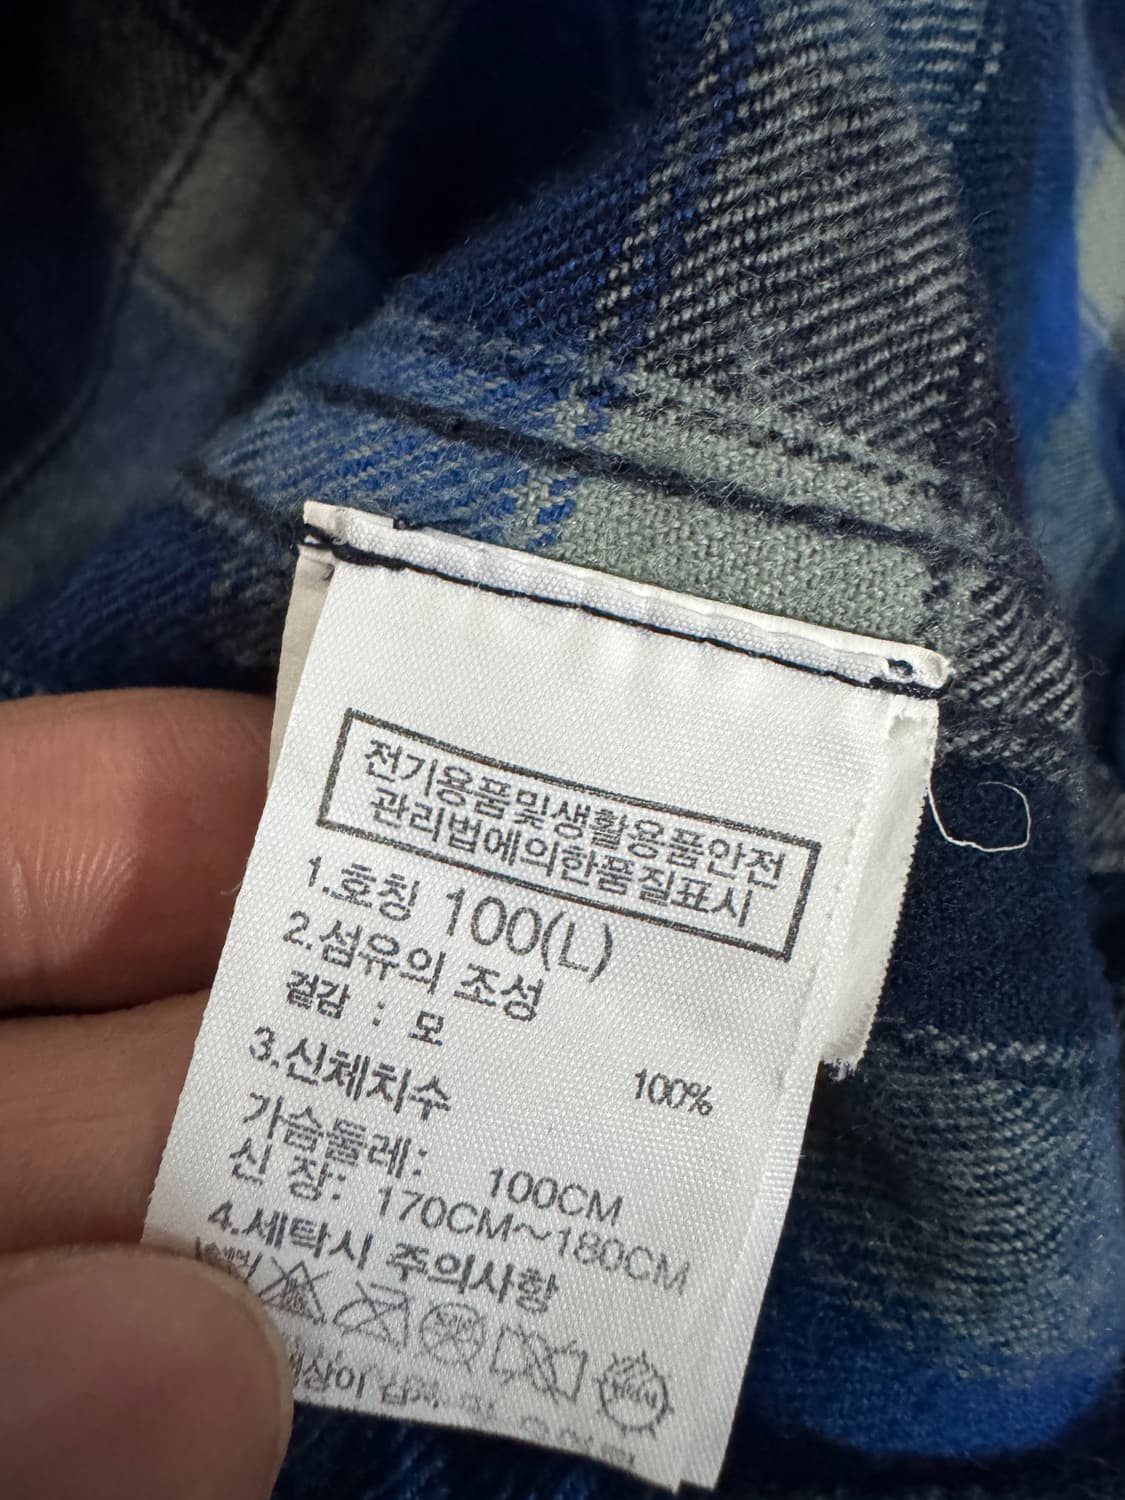 전기용품및생활용품안전
관리법에의한품질표시
1.호칭 100(L)
2.섬유의 조성
겉감 : 모 100%
3.신체치수
가슴둘레: 100CM
신 장: 170CM~180CM
4.세탁시 주의사항